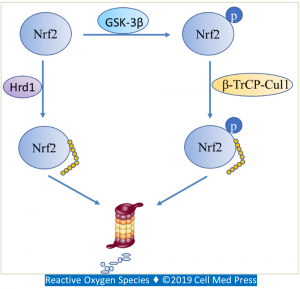 Nrf2
GSK-3β
Nrf2
p
Hrd1
β-TrCP-Cul1
Nrf2
Nrf2
p
Reactive Oxygen Species ♦ ©2019 Cell Med Press